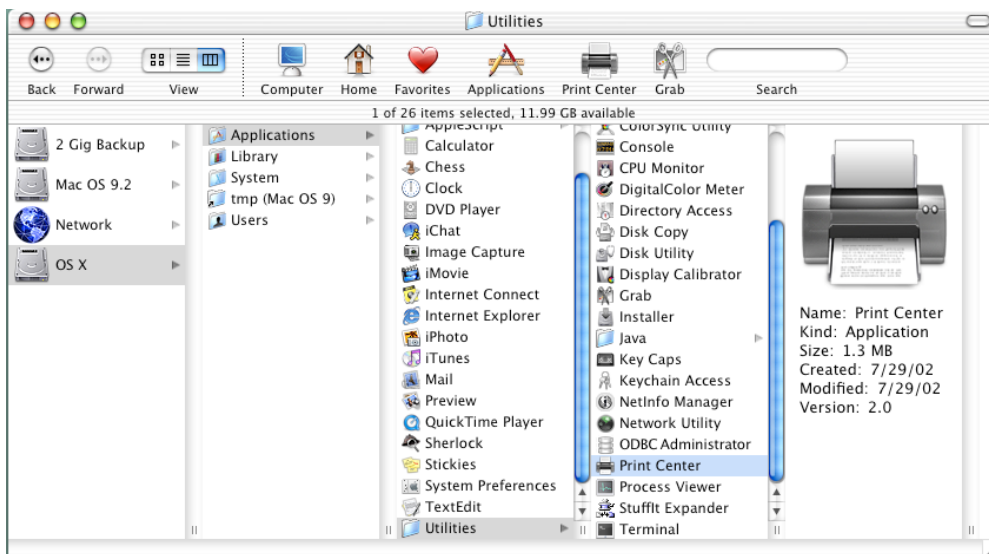 Utilities
Back
Forward
View
Computer
Home
Favorites
Applications
Print Center
Grab
Search
1 of 26 items selected, 11.99 GB available
2 Gig Backup
Mac OS 9.2
Network
OS X
Applications
Library
System
tmp (Mac OS 9)
Users
AppleScript
Calculator
Chess
Clock
DVD Player
iChat
Image Capture
iMovie
Internet Connect
Internet Explorer
iPhoto
iTunes
Mail
Preview
QuickTime Player
Sherlock
Stickies
System Preferences
TextEdit
Utilities
ColorSync Utility
Console
CPU Monitor
DigitalColor Meter
Directory Access
Disk Copy
Disk Utility
Display Calibrator
Grab
Installer
Java
Key Caps
Keychain Access
NetInfo Manager
Network Utility
ODBC Administrator
Print Center
Process Viewer
StuffIt Expander
Terminal
Name: Print Center
Kind: Application
Size: 1.3 MB
Created: 7/29/02
Modified: 7/29/02
Version: 2.0